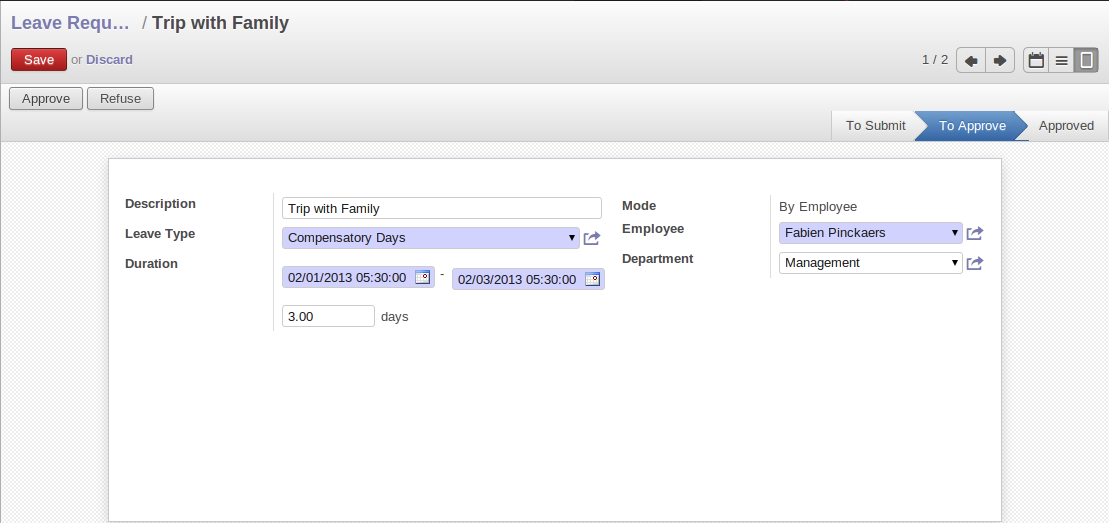 Leave Requ... / Trip with Family
Save or Discard
1 / 2
Approve Refuse
To Submit To Approve Approved
Description Trip with Family
Leave Type Compensatory Days
Duration 02/01/2013 05:30:00 - 02/03/2013 05:30:00
3.00 days
Mode By Employee
Employee Fabien Pinckaers
Department Management